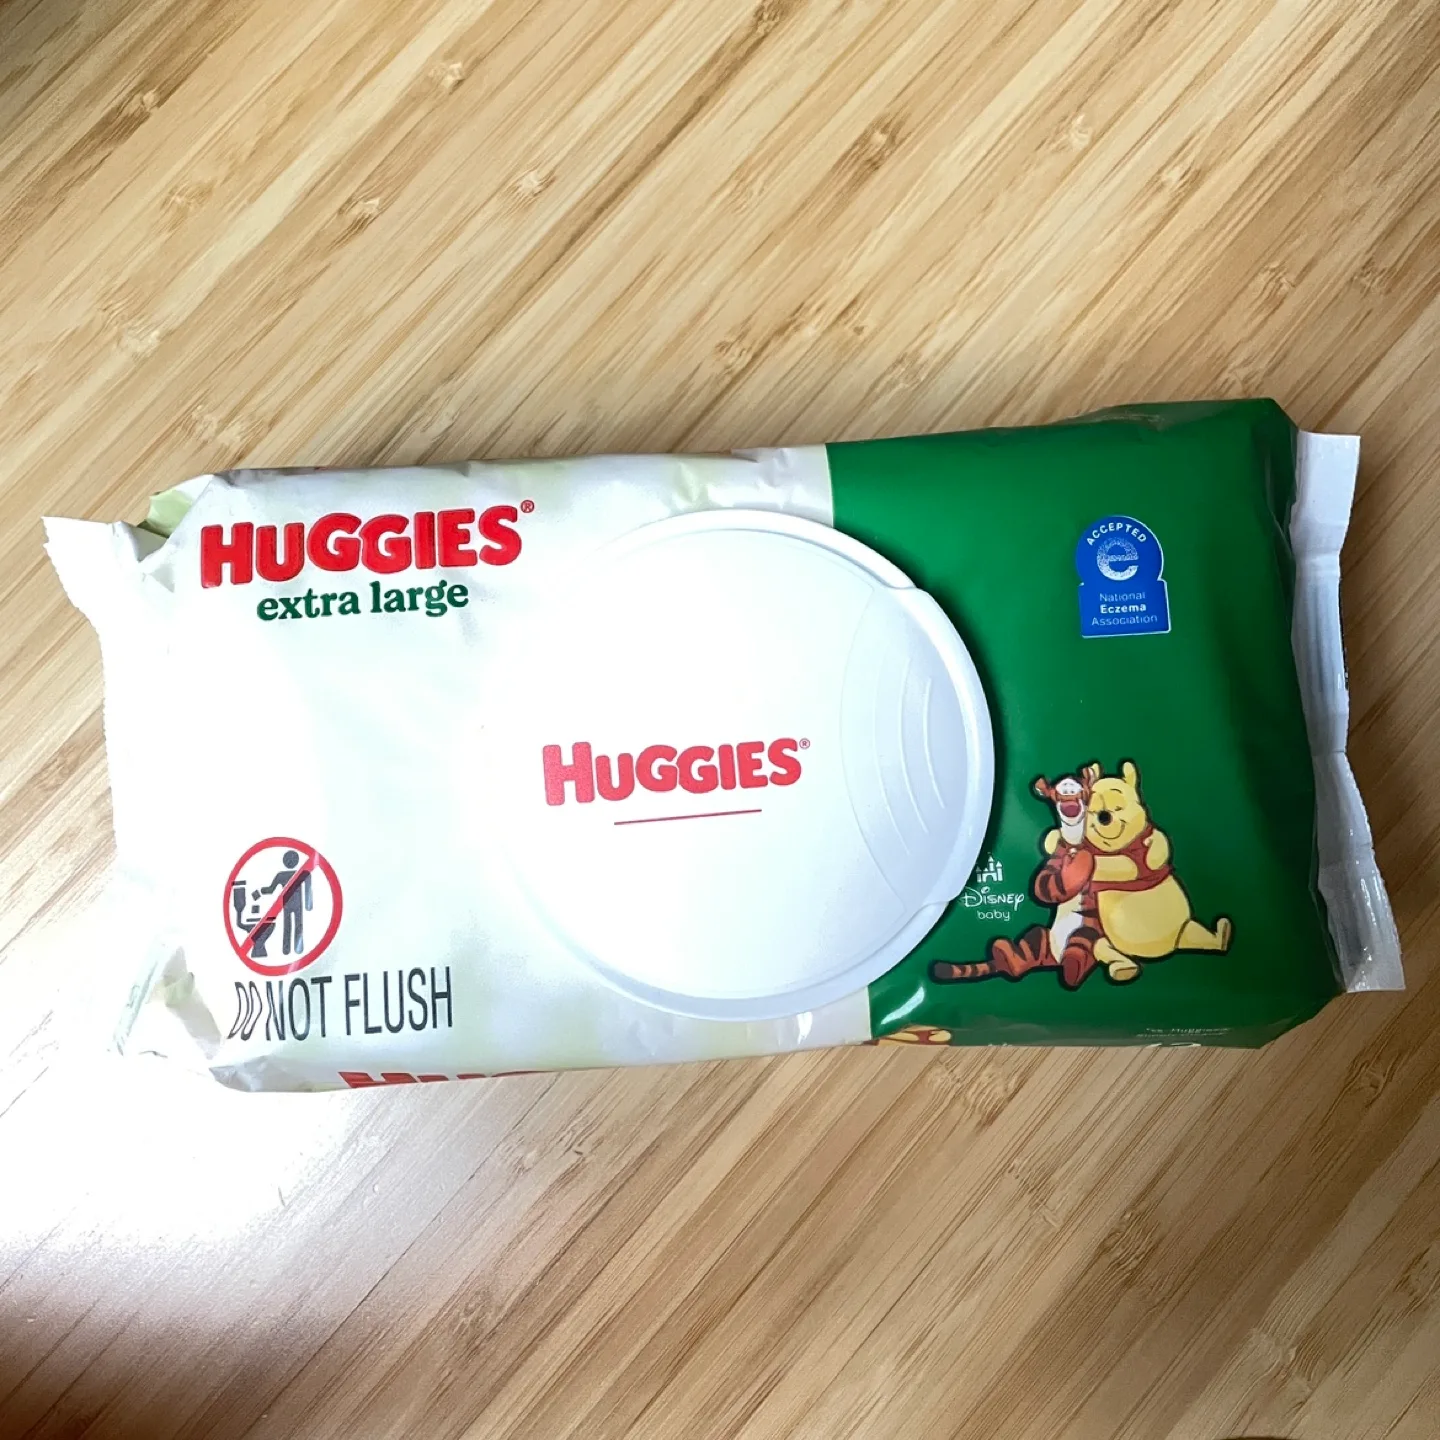 HUGGIES®
extra large
ACCEPTED
National
Eczema
Association
HUGGIES®
Disney
baby
DO NOT FLUSH